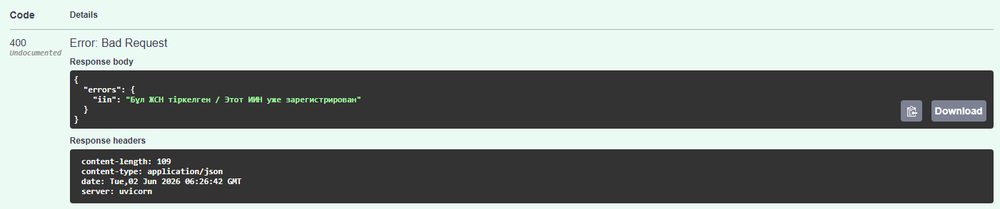 Code Details
400 Error: Bad Request
Undocumented
Response body
{
  "errors": {
    "iin": "Бұл ЖСН тіркелген / Этот ИИН уже зарегистрирован"
  }
}
Download
Response headers
content-length: 109
content-type: application/json
date: Tue,02 Jun 2026 06:26:42 GMT
server: uvicorn